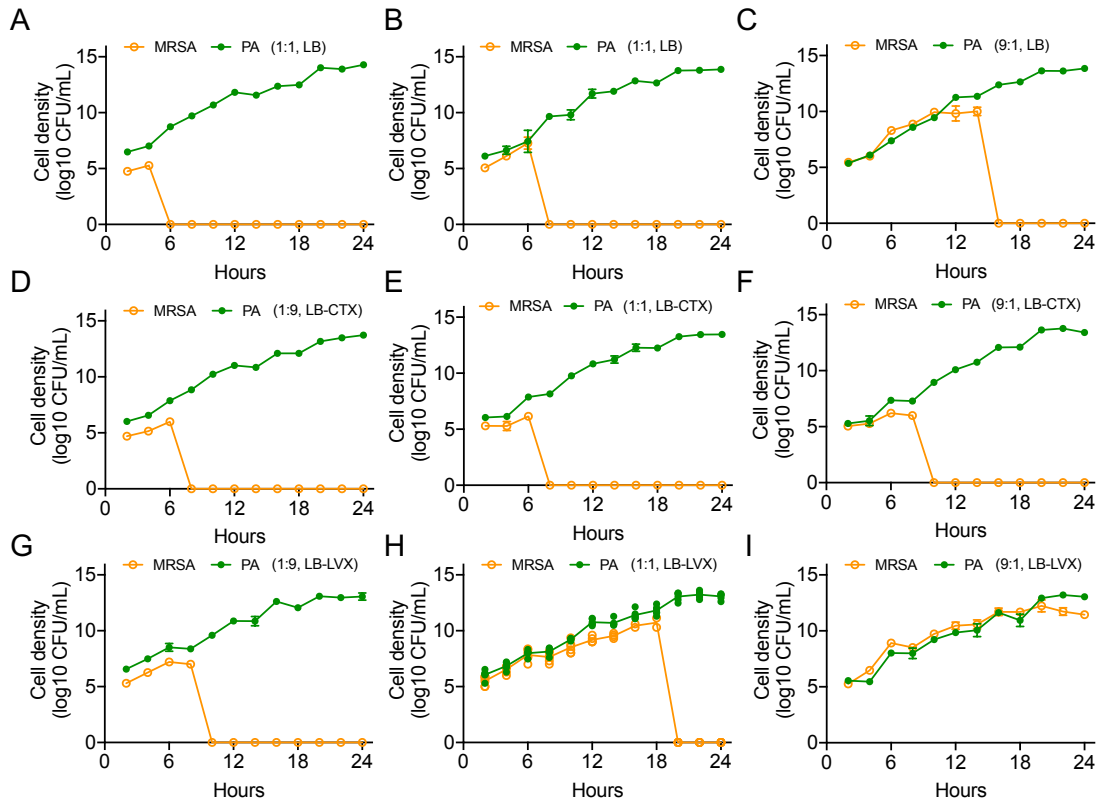 A
MRSA PA (1:1, LB)
Cell density
(log10 CFU/mL)
15
10
5
0
0 6 12 18 24
Hours
B
MRSA PA (1:1, LB)
Cell density
(log10 CFU/mL)
15
10
5
0
0 6 12 18 24
Hours
C
MRSA PA (9:1, LB)
Cell density
(log10 CFU/mL)
15
10
5
0
0 6 12 18 24
Hours
D
MRSA PA (1:9, LB-CTX)
Cell density
(log10 CFU/mL)
15
10
5
0
0 6 12 18 24
Hours
E
MRSA PA (1:1, LB-CTX)
Cell density
(log10 CFU/mL)
15
10
5
0
0 6 12 18 24
Hours
F
MRSA PA (9:1, LB-CTX)
Cell density
(log10 CFU/mL)
15
10
5
0
0 6 12 18 24
Hours
G
MRSA PA (1:9, LB-LVX)
Cell density
(log10 CFU/mL)
15
10
5
0
0 6 12 18 24
Hours
H
MRSA PA (1:1, LB-LVX)
Cell density
(log10 CFU/mL)
15
10
5
0
0 6 12 18 24
Hours
I
MRSA PA (9:1, LB-LVX)
Cell density
(log10 CFU/mL)
15
10
5
0
0 6 12 18 24
Hours